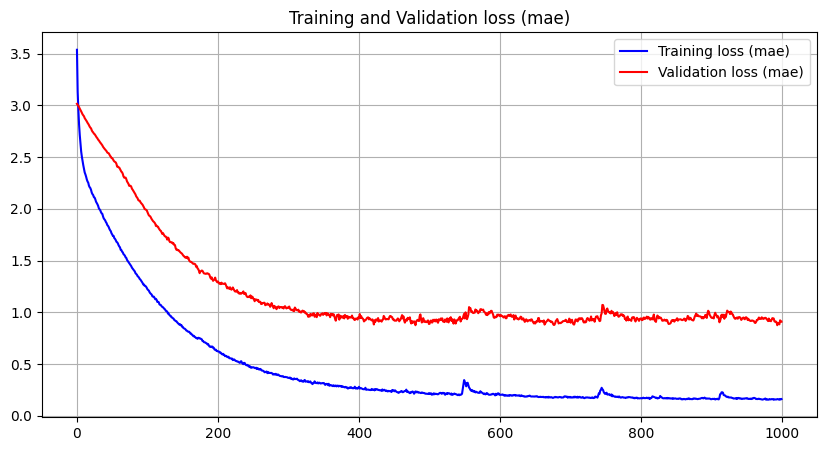 Training and Validation loss (mae)
Training loss (mae)
Validation loss (mae)
3.5
3.0
2.5
2.0
1.5
1.0
0.5
0.0
0 200 400 600 800 1000